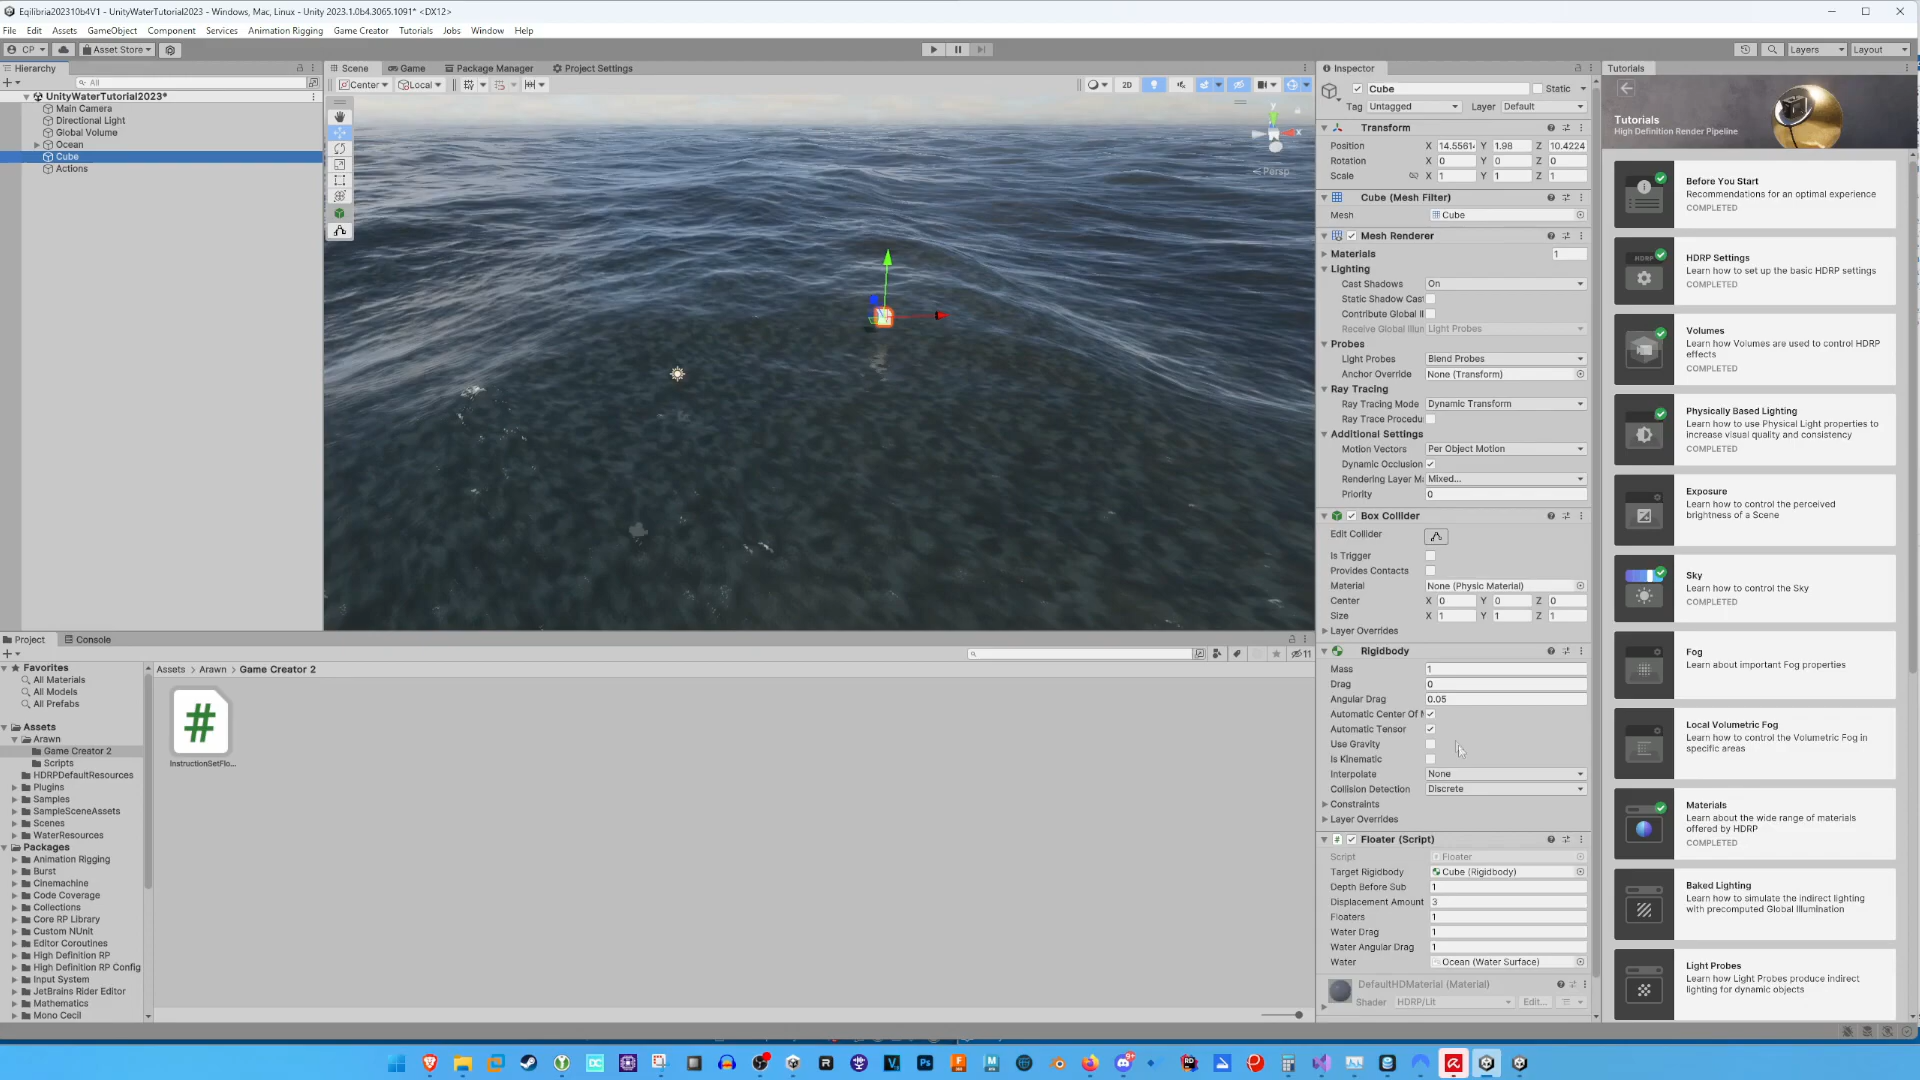 Eqilibria202310b4V1 - UnityWaterTutorial2023 - Windows, Mac, Linux - Unity 2023.1.0b4.3065.1091* <DX12>
File Edit Assets GameObject Component Services Animation Rigging Game Creator Tutorials Jobs Window Help
CP Asset Store Layers Layout
Hierarchy
All
UnityWaterTutorial2023*
Main Camera
Directional Light
Global Volume
Ocean
Cube
Actions
Scene Game Package Manager Project Settings
Center Local 2D
y
x
Persp
Inspector
Cube Static
Tag Untagged Layer Default
Transform
Position X 14.5561 Y 1.98 Z 10.4224
Rotation X 0 Y 0 Z 0
Scale X 1 Y 1 Z 1
Cube (Mesh Filter)
Mesh Cube
Mesh Renderer
Materials 1
Lighting
Cast Shadows On
Static Shadow Cas
Contribute Global Il
Receive Global Illun Light Probes
Probes
Light Probes Blend Probes
Anchor Override None (Transform)
Ray Tracing
Ray Tracing Mode Dynamic Transform
Ray Trace Procedu
Additional Settings
Motion Vectors Per Object Motion
Dynamic Occlusion
Rendering Layer M Mixed...
Priority 0
Box Collider
Edit Collider
Is Trigger
Provides Contacts
Material None (Physic Material)
Center X 0 Y 0 Z 0
Size X 1 Y 1 Z 1
Layer Overrides
Rigidbody
Mass 1
Drag 0
Angular Drag 0.05
Automatic Center Of M
Automatic Tensor
Use Gravity
Is Kinematic
Interpolate None
Collision Detection Discrete
Constraints
Layer Overrides
Floater (Script)
Script Floater
Target Rigidbody Cube (Rigidbody)
Depth Before Sub 1
Displacement Amount 3
Floaters 1
Water Drag 1
Water Angular Drag 1
Water Ocean (Water Surface)
DefaultHDMaterial (Material)
Shader HDRP/Lit Edit...
Tutorials
Tutorials
High Definition Render Pipeline
Before You Start
Recommendations for an optimal experience
COMPLETED
HDRP
HDRP Settings
Learn how to set up the basic HDRP settings
COMPLETED
Volumes
Learn how Volumes are used to control HDRP
effects
COMPLETED
Physically Based Lighting
Learn how to use Physical Light properties to
increase visual quality and consistency
COMPLETED
Exposure
Learn how to control the perceived
brightness of a Scene
Sky
Learn how to control the Sky
COMPLETED
Fog
Learn about important Fog properties
Local Volumetric Fog
Learn how to control the Volumetric Fog in
specific areas
Materials
Learn about the wide range of materials
offered by HDRP
COMPLETED
Baked Lighting
Learn how to simulate the indirect lighting
with precomputed Global Illumination
Light Probes
Learn how Light Probes produce indirect
lighting for dynamic objects
Project Console
11
Favorites
All Materials
All Models
All Prefabs
Assets
Arawn
Game Creator 2
Scripts
HDRPDefaultResources
Plugins
Samples
SampleSceneAssets
Scenes
WaterResources
Packages
Animation Rigging
Burst
Cinemachine
Code Coverage
Collections
Core RP Library
Custom NUnit
Editor Coroutines
High Definition RP
High Definition RP Config
Input System
JetBrains Rider Editor
Mathematics
Mono Cecil
Assets > Arawn > Game Creator 2
#
InstructionSetFlo...